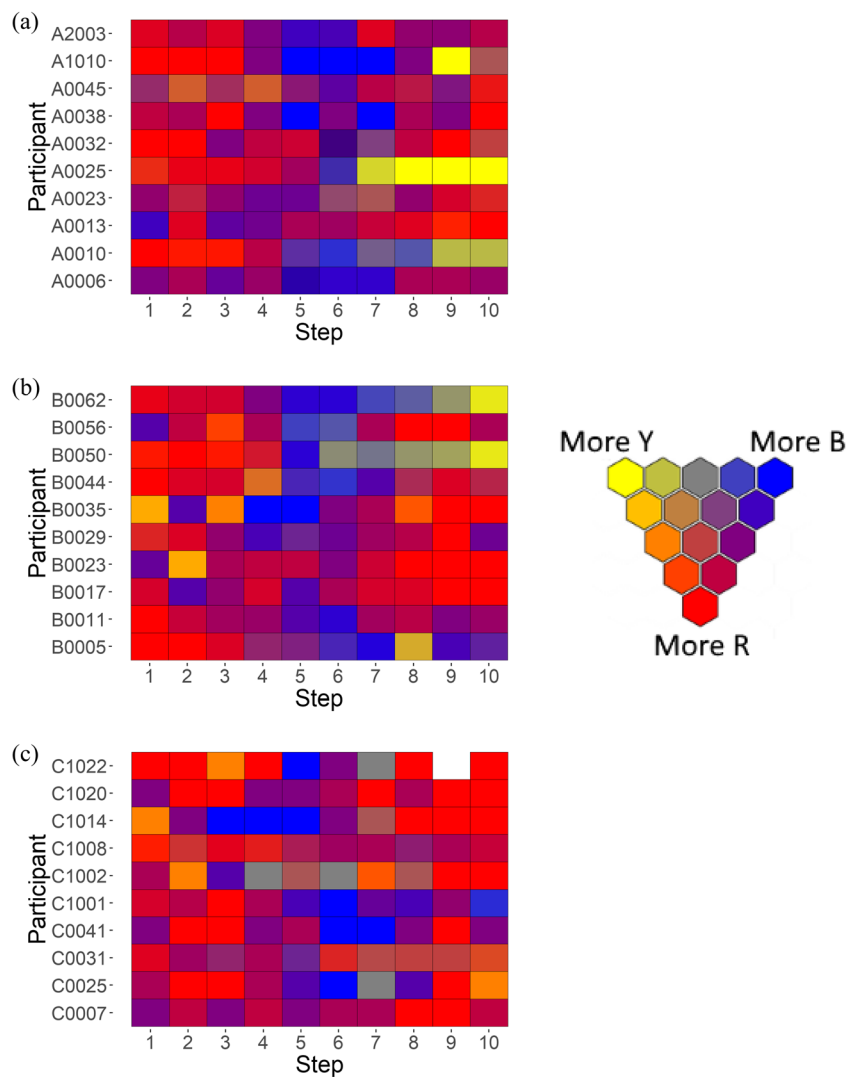 (a)
A2003
A1010
A0045
A0038
A0032
A0025
A0023
A0013
A0010
A0006
Participant
1 2 3 4 5 6 7 8 9 10
Step
(b)
B0062
B0056
B0050
B0044
B0035
B0029
B0023
B0017
B0011
B0005
Participant
1 2 3 4 5 6 7 8 9 10
Step
More Y More B
More R
(c)
C1022
C1020
C1014
C1008
C1002
C1001
C0041
C0031
C0025
C0007
Participant
1 2 3 4 5 6 7 8 9 10
Step